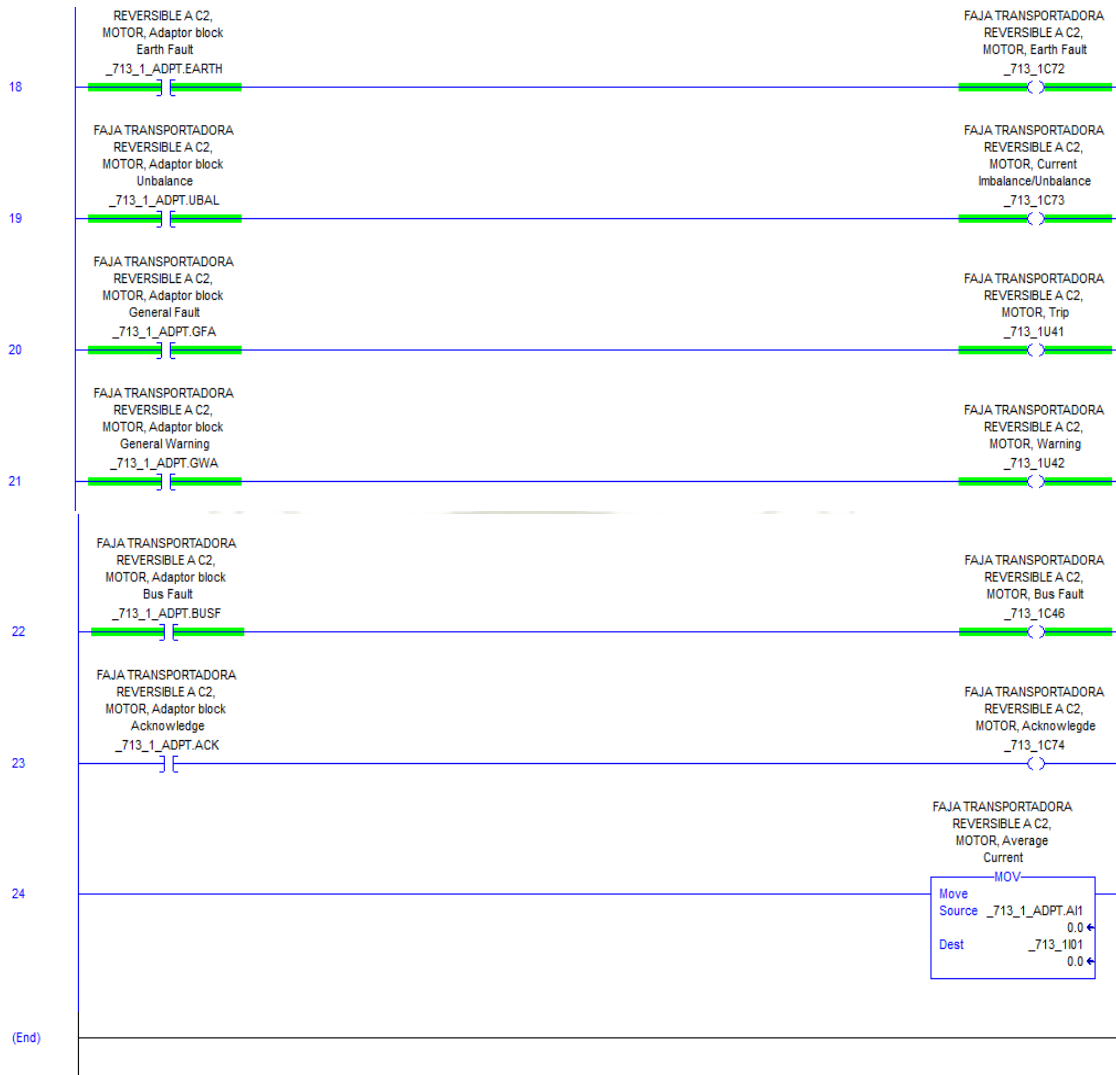 REVERSIBLE A C2,
MOTOR, Adaptor block
Earth Fault
_713_1_ADPT.EARTH
FAJA TRANSPORTADORA
REVERSIBLE A C2,
MOTOR, Earth Fault
_713_1C72
18
FAJA TRANSPORTADORA
REVERSIBLE A C2,
MOTOR, Adaptor block
Unbalance
_713_1_ADPT.UBAL
FAJA TRANSPORTADORA
REVERSIBLE A C2,
MOTOR, Current
Imbalance/Unbalance
_713_1C73
19
FAJA TRANSPORTADORA
REVERSIBLE A C2,
MOTOR, Adaptor block
General Fault
_713_1_ADPT.GFA
FAJA TRANSPORTADORA
REVERSIBLE A C2,
MOTOR, Trip
_713_1U41
20
FAJA TRANSPORTADORA
REVERSIBLE A C2,
MOTOR, Adaptor block
General Warning
_713_1_ADPT.GWA
FAJA TRANSPORTADORA
REVERSIBLE A C2,
MOTOR, Warning
_713_1U42
21
FAJA TRANSPORTADORA
REVERSIBLE A C2,
MOTOR, Adaptor block
Bus Fault
_713_1_ADPT.BUSF
FAJA TRANSPORTADORA
REVERSIBLE A C2,
MOTOR, Bus Fault
_713_1C46
22
FAJA TRANSPORTADORA
REVERSIBLE A C2,
MOTOR, Adaptor block
Acknowledge
_713_1_ADPT.ACK
FAJA TRANSPORTADORA
REVERSIBLE A C2,
MOTOR, Acknowlegde
_713_1C74
23
FAJA TRANSPORTADORA
REVERSIBLE A C2,
MOTOR, Average
Current
MOV
24
Move
Source _713_1_ADPT.AI1
0.0
Dest _713_1I01
0.0
(End)